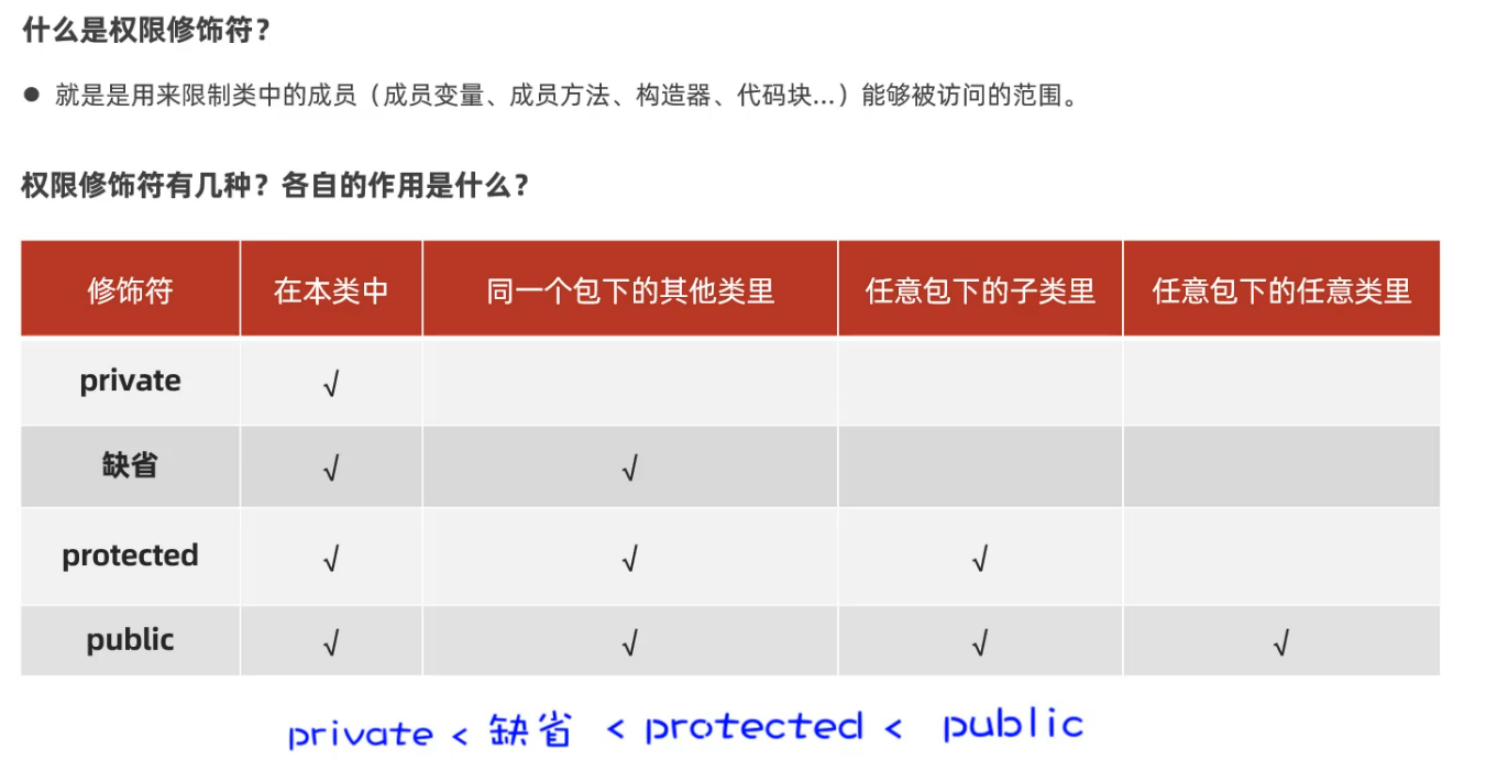 什么是权限修饰符？
● 就是是用来限制类中的成员（成员变量、成员方法、构造器、代码块...）能够被访问的范围。
权限修饰符有几种？各自的作用是什么？
修饰符 在本类中 同一个包下的其他类里 任意包下的子类里 任意包下的任意类里
private √
缺省 √ √
protected √ √ √
public √ √ √ √
private < 缺省 < protected < public